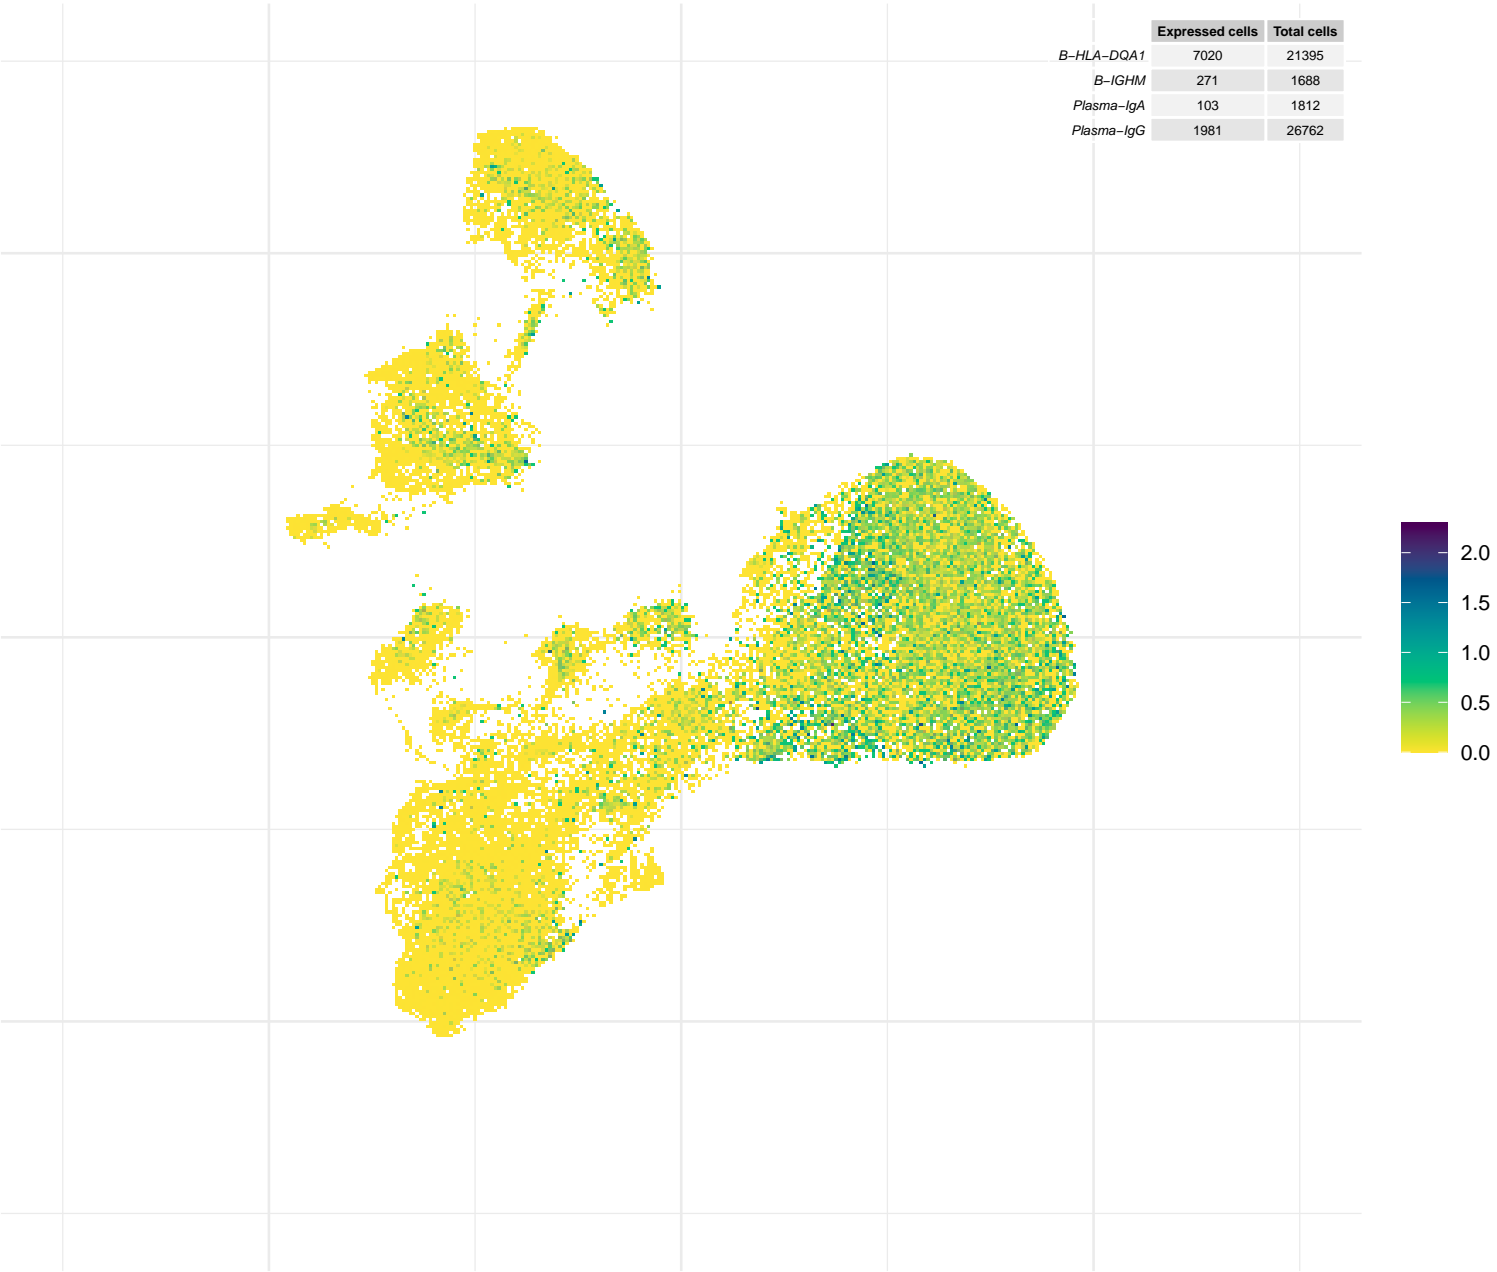 Expressed cells Total cells
B−HLA−DQA1 7020 21395
B−IGHM 271 1688
Plasma−IgA 103 1812
Plasma−IgG 1981 26762
2.0
1.5
1.0
0.5
0.0